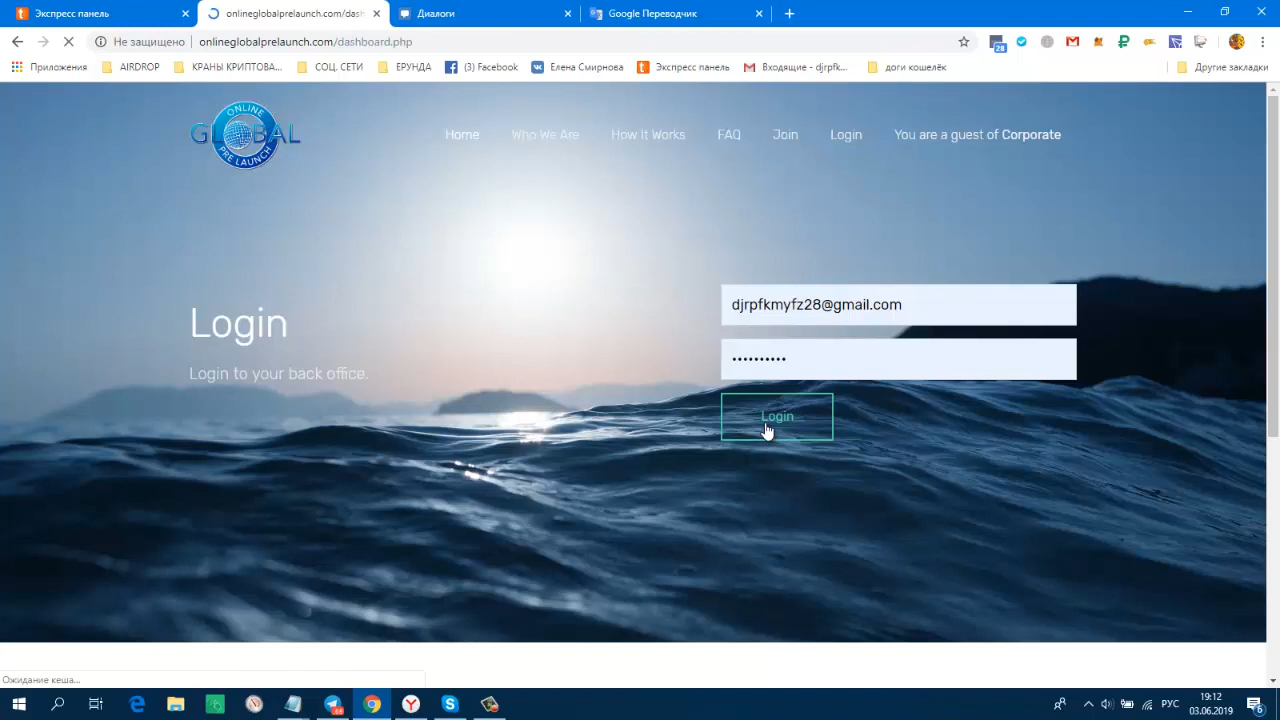 Экспресс панель
onlineglobalprelaunch.com/dash
Диалоги
Google Переводчик
Не защищено
onlineglobalprelaunch.com/dashboard.php
28
Приложения
AIRDROP
КРАНЫ КРИПТОВА...
СОЦ. СЕТИ
ЕРУНДА
(3) Facebook
Елена Смирнова
Экспресс панель
Входящие - djrpfk...
доги кошелёк
Другие закладки
ONLINE
GLOBAL
PRE LAUNCH
Home
Who We Are
How It Works
FAQ
Join
Login
You are a guest of Corporate
Login
Login to your back office.
djrpfkmyfz28@gmail.com
••••••••••
Login
Ожидание кеша...
РУС
19:12
03.06.2019